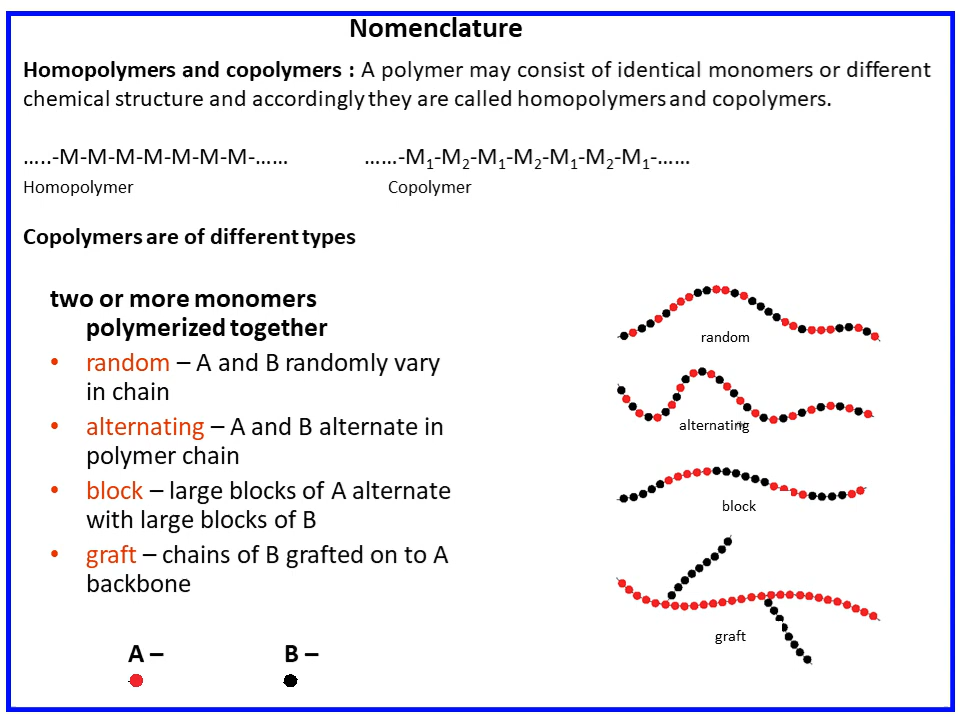 Nomenclature
Homopolymers and copolymers : A polymer may consist of identical monomers or different
chemical structure and accordingly they are called homopolymers and copolymers.
…..-M-M-M-M-M-M-M-…… ……-M₁-M₂-M₁-M₂-M₁-M₂-M₁-……
Homopolymer Copolymer
Copolymers are of different types
two or more monomers
polymerized together
• random – A and B randomly vary
in chain
• alternating – A and B alternate in
polymer chain
• block – large blocks of A alternate
with large blocks of B
• graft – chains of B grafted on to A
backbone
A – B –
random
alternating
block
graft